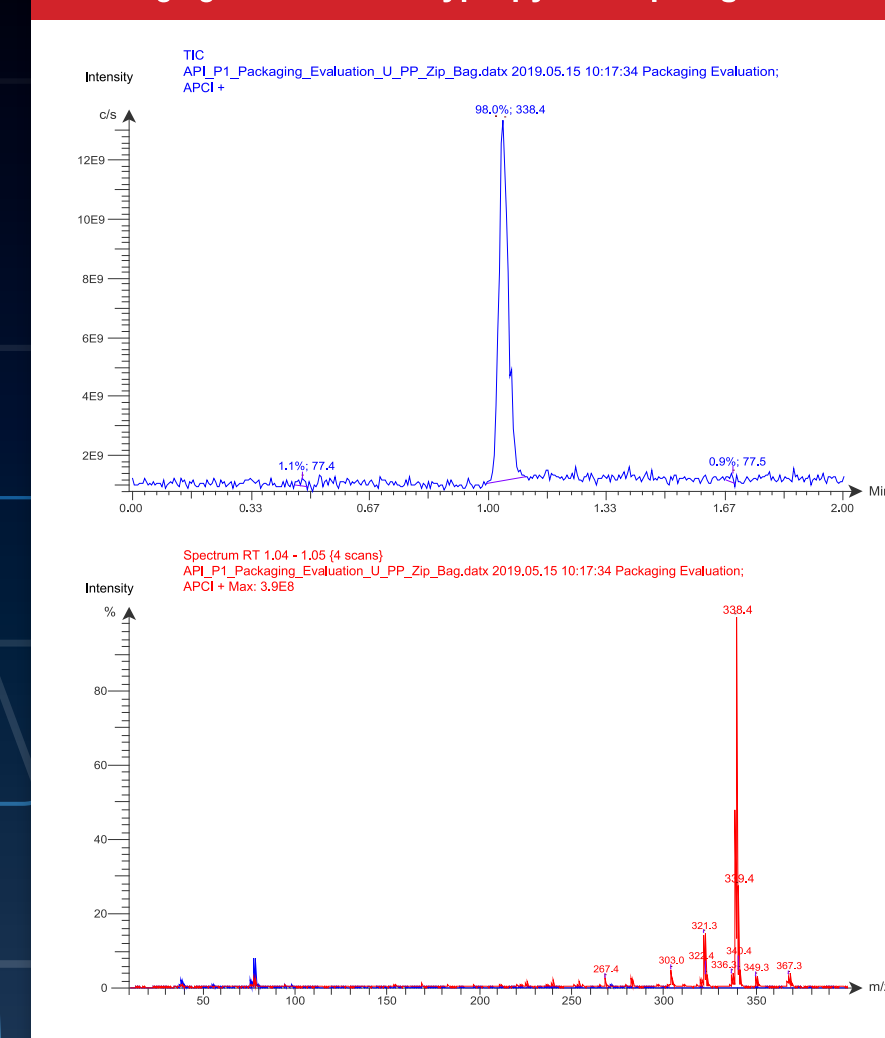 TIC
API_P1_Packaging_Evaluation_U_PP_Zip_Bag.datx 2019.05.15 10:17:34 Packaging Evaluation;
APCI +
Intensity
c/s
98.0%; 338.4
12E9
10E9
8E9
6E9
4E9
2E9
1.1%; 77.4
0.9%; 77.5
0.00 0.33 0.67 1.00 1.33 1.67 2.00
Spectrum RT 1.04 - 1.05 {4 scans}
API_P1_Packaging_Evaluation_U_PP_Zip_Bag.datx 2019.05.15 10:17:34 Packaging Evaluation;
APCI + Max: 3.9E8
Intensity
%
338.4
80
60
40
339.4
20
321.3
340.4
322.4
303.0
349.3 367.3
267.4
0
50 100 150 200 250 300 350